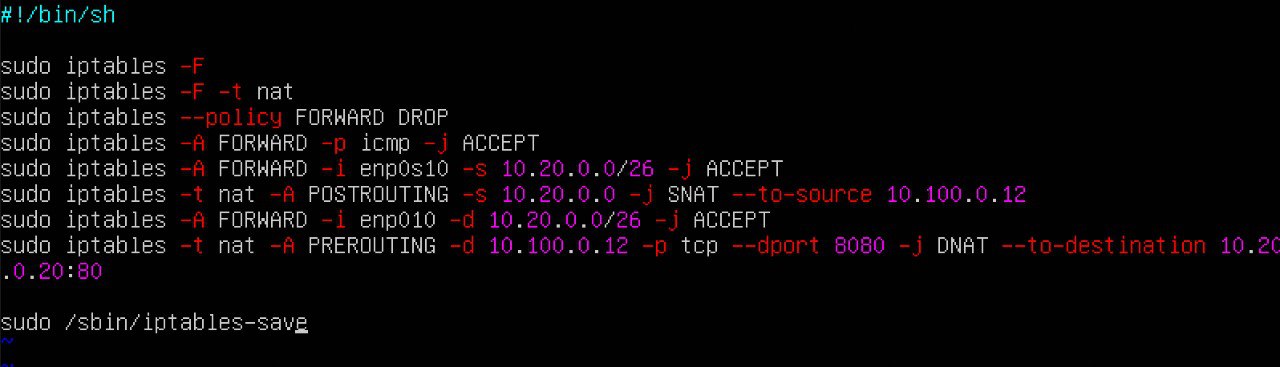 #!/bin/sh
sudo iptables -F
sudo iptables -F -t nat
sudo iptables --policy FORWARD DROP
sudo iptables -A FORWARD -p icmp -j ACCEPT
sudo iptables -A FORWARD -i enp0s10 -s 10.20.0.0/26 -j ACCEPT
sudo iptables -t nat -A POSTROUTING -s 10.20.0.0 -j SNAT --to-source 10.100.0.12
sudo iptables -A FORWARD -i enp010 -d 10.20.0.0/26 -j ACCEPT
sudo iptables -t nat -A PREROUTING -d 10.100.0.12 -p tcp --dport 8080 -j DNAT --to-destination 10.20
.0.20:80
sudo /sbin/iptables-save
~
~